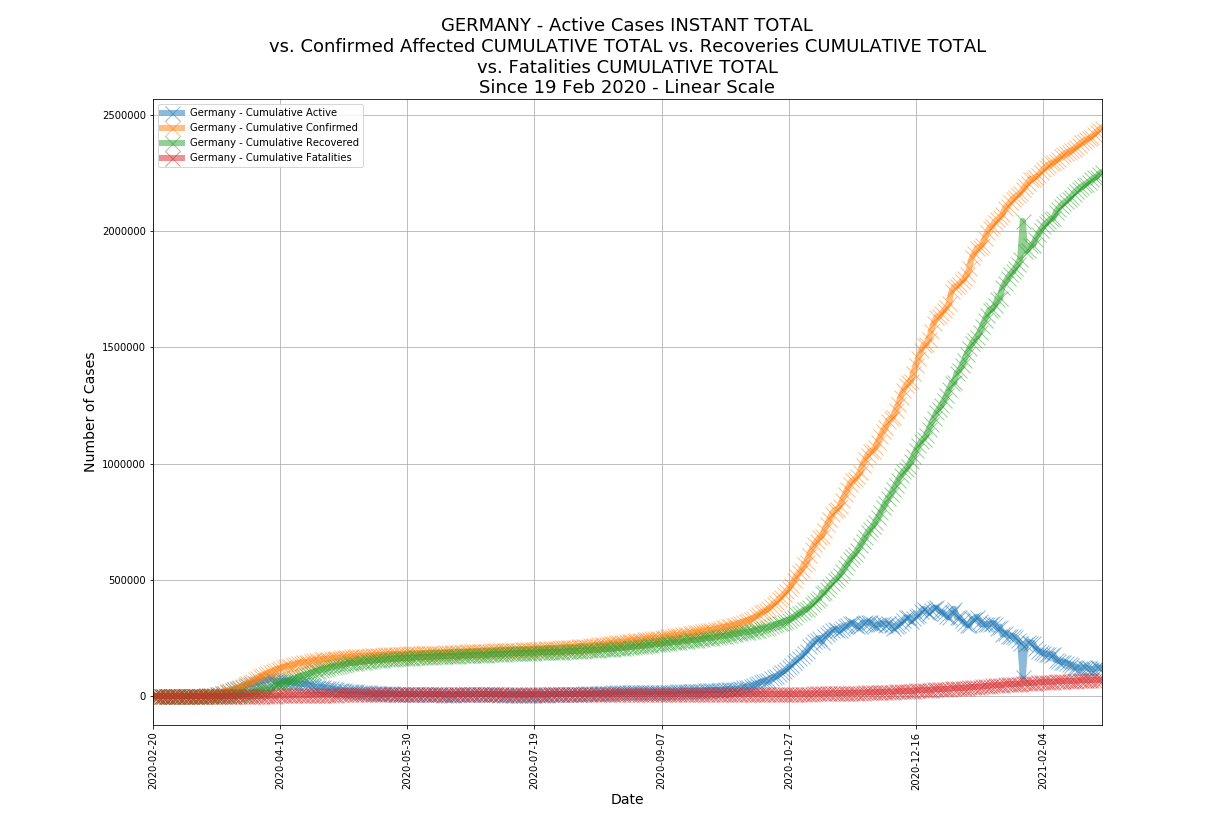 GERMANY - Active Cases INSTANT TOTAL
vs. Confirmed Affected CUMULATIVE TOTAL vs. Recoveries CUMULATIVE TOTAL
vs. Fatalities CUMULATIVE TOTAL
Since 19 Feb 2020 - Linear Scale
Germany - Cumulative Active
Germany - Cumulative Confirmed
Germany - Cumulative Recovered
Germany - Cumulative Fatalities
Number of Cases
2500000
2000000
1500000
1000000
500000
0
2020-02-20
2020-04-10
2020-05-30
2020-07-19
2020-09-07
2020-10-27
2020-12-16
2021-02-04
Date